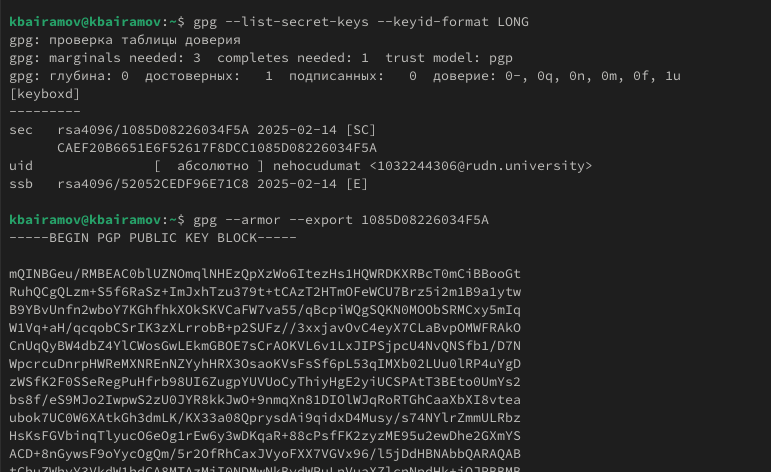 kbairamov@kbairamov:~$ gpg --list-secret-keys --keyid-format LONG
gpg: проверка таблицы доверия
gpg: marginals needed: 3  completes needed: 1  trust model: pgp
gpg: глубина: 0  достоверных:   1  подписанных:   0  доверие: 0-, 0q, 0n, 0m, 0f, 1u
[keyboxd]
---------
sec   rsa4096/1085D08226034F5A 2025-02-14 [SC]
      CAEF20B6651E6F52617F8DCC1085D08226034F5A
uid               [  абсолютно ] nehocudumat <1032244306@rudn.university>
ssb   rsa4096/52052CEDF96E71C8 2025-02-14 [E]
kbairamov@kbairamov:~$ gpg --armor --export 1085D08226034F5A
-----BEGIN PGP PUBLIC KEY BLOCK-----
mQINBGeu/RMBEAC0blUZNOmqlNHEzQpXzWo6ItezHs1HQWRDKXRBcT0mCiBBooGt
RuhQCgQLzm+S5f6RaSz+ImJxhTzu379t+tCAzT2HTmOFeWCU7Brz5i2m1B9a1ytw
B9YBvUnfn2wboY7KGhfhkXOkSKVCaFW7va55/qBcpiWQgSQKN0MOObSRMCxy5mIq
W1Vq+aH/qcqobCSrIK3zXLrrobB+p2SUFz//3xxjavOvC4eyX7CLaBvpOMWFRAkO
CnUqQyBW4dbZ4YlCWosGwLEkmGBOE7sCrAOKVL6v1LxJIPSjpcU4NvQNSfb1/D7N
WpcrcuDnrpHWReMXNREnNZYyhHRX3OsaoKVsFsSf6pL53qIMXb02LUu0lRP4uYgD
zWSfK2F0SSeRegPuHfrb98UI6ZugpYUVUoCyThiyHgE2yiUCSPAtT3BEto0UmYs2
bs8f/eS9MJo2IwpwS2zU0JYR8kkJwO+9nmqXn81DIOlWJqRoRTGhCaaXbXI8vtea
ubok7UC0W6XAtkGh3dmLK/KX33a08QprysdAi9qidxD4Musy/s74NYlrZmmULRbz
HsKsFGVbinqTlyucO6eOg1rEw6y3wDKqaR+88cPsfFK2zyzME95u2ewDhe2GXmYS
ACD+8nGywsF9oYycOgQm/5r2OfRhCaxJVyoFXX7VGVx96/l5jDdHBNAbbQARAQAB